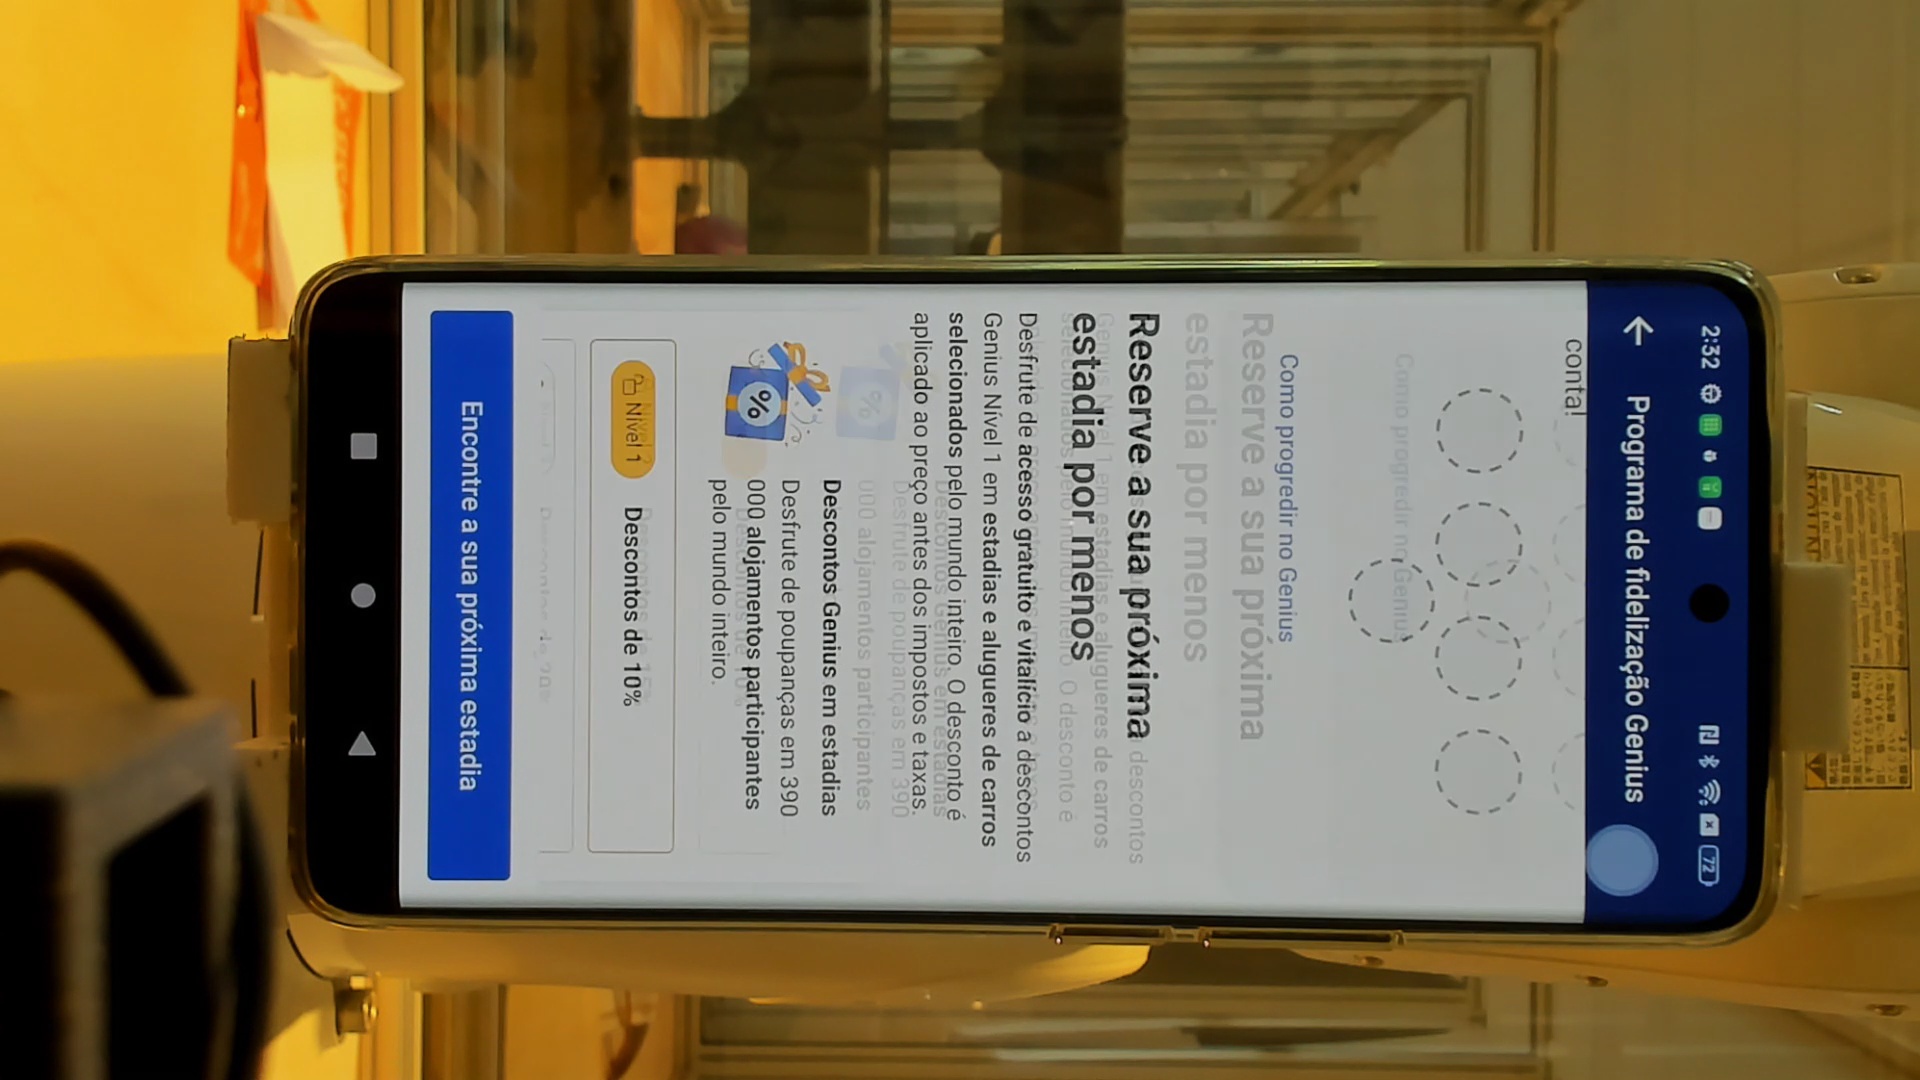 2:32
72
Programa de fidelização Genius
conta!
Como progredir no Genius
Reserve a sua próxima
estadia por menos
Desfrute de acesso gratuito e vitalício a descontos
Genius Nível 1 em estadias e alugueres de carros
selecionados pelo mundo inteiro. O desconto é
aplicado ao preço antes dos impostos e taxas.
Descontos Genius em estadias
Desfrute de poupanças em 390
000 alojamentos participantes
pelo mundo inteiro.
Nível 1
Descontos de 10%
Encontre a sua próxima estadia